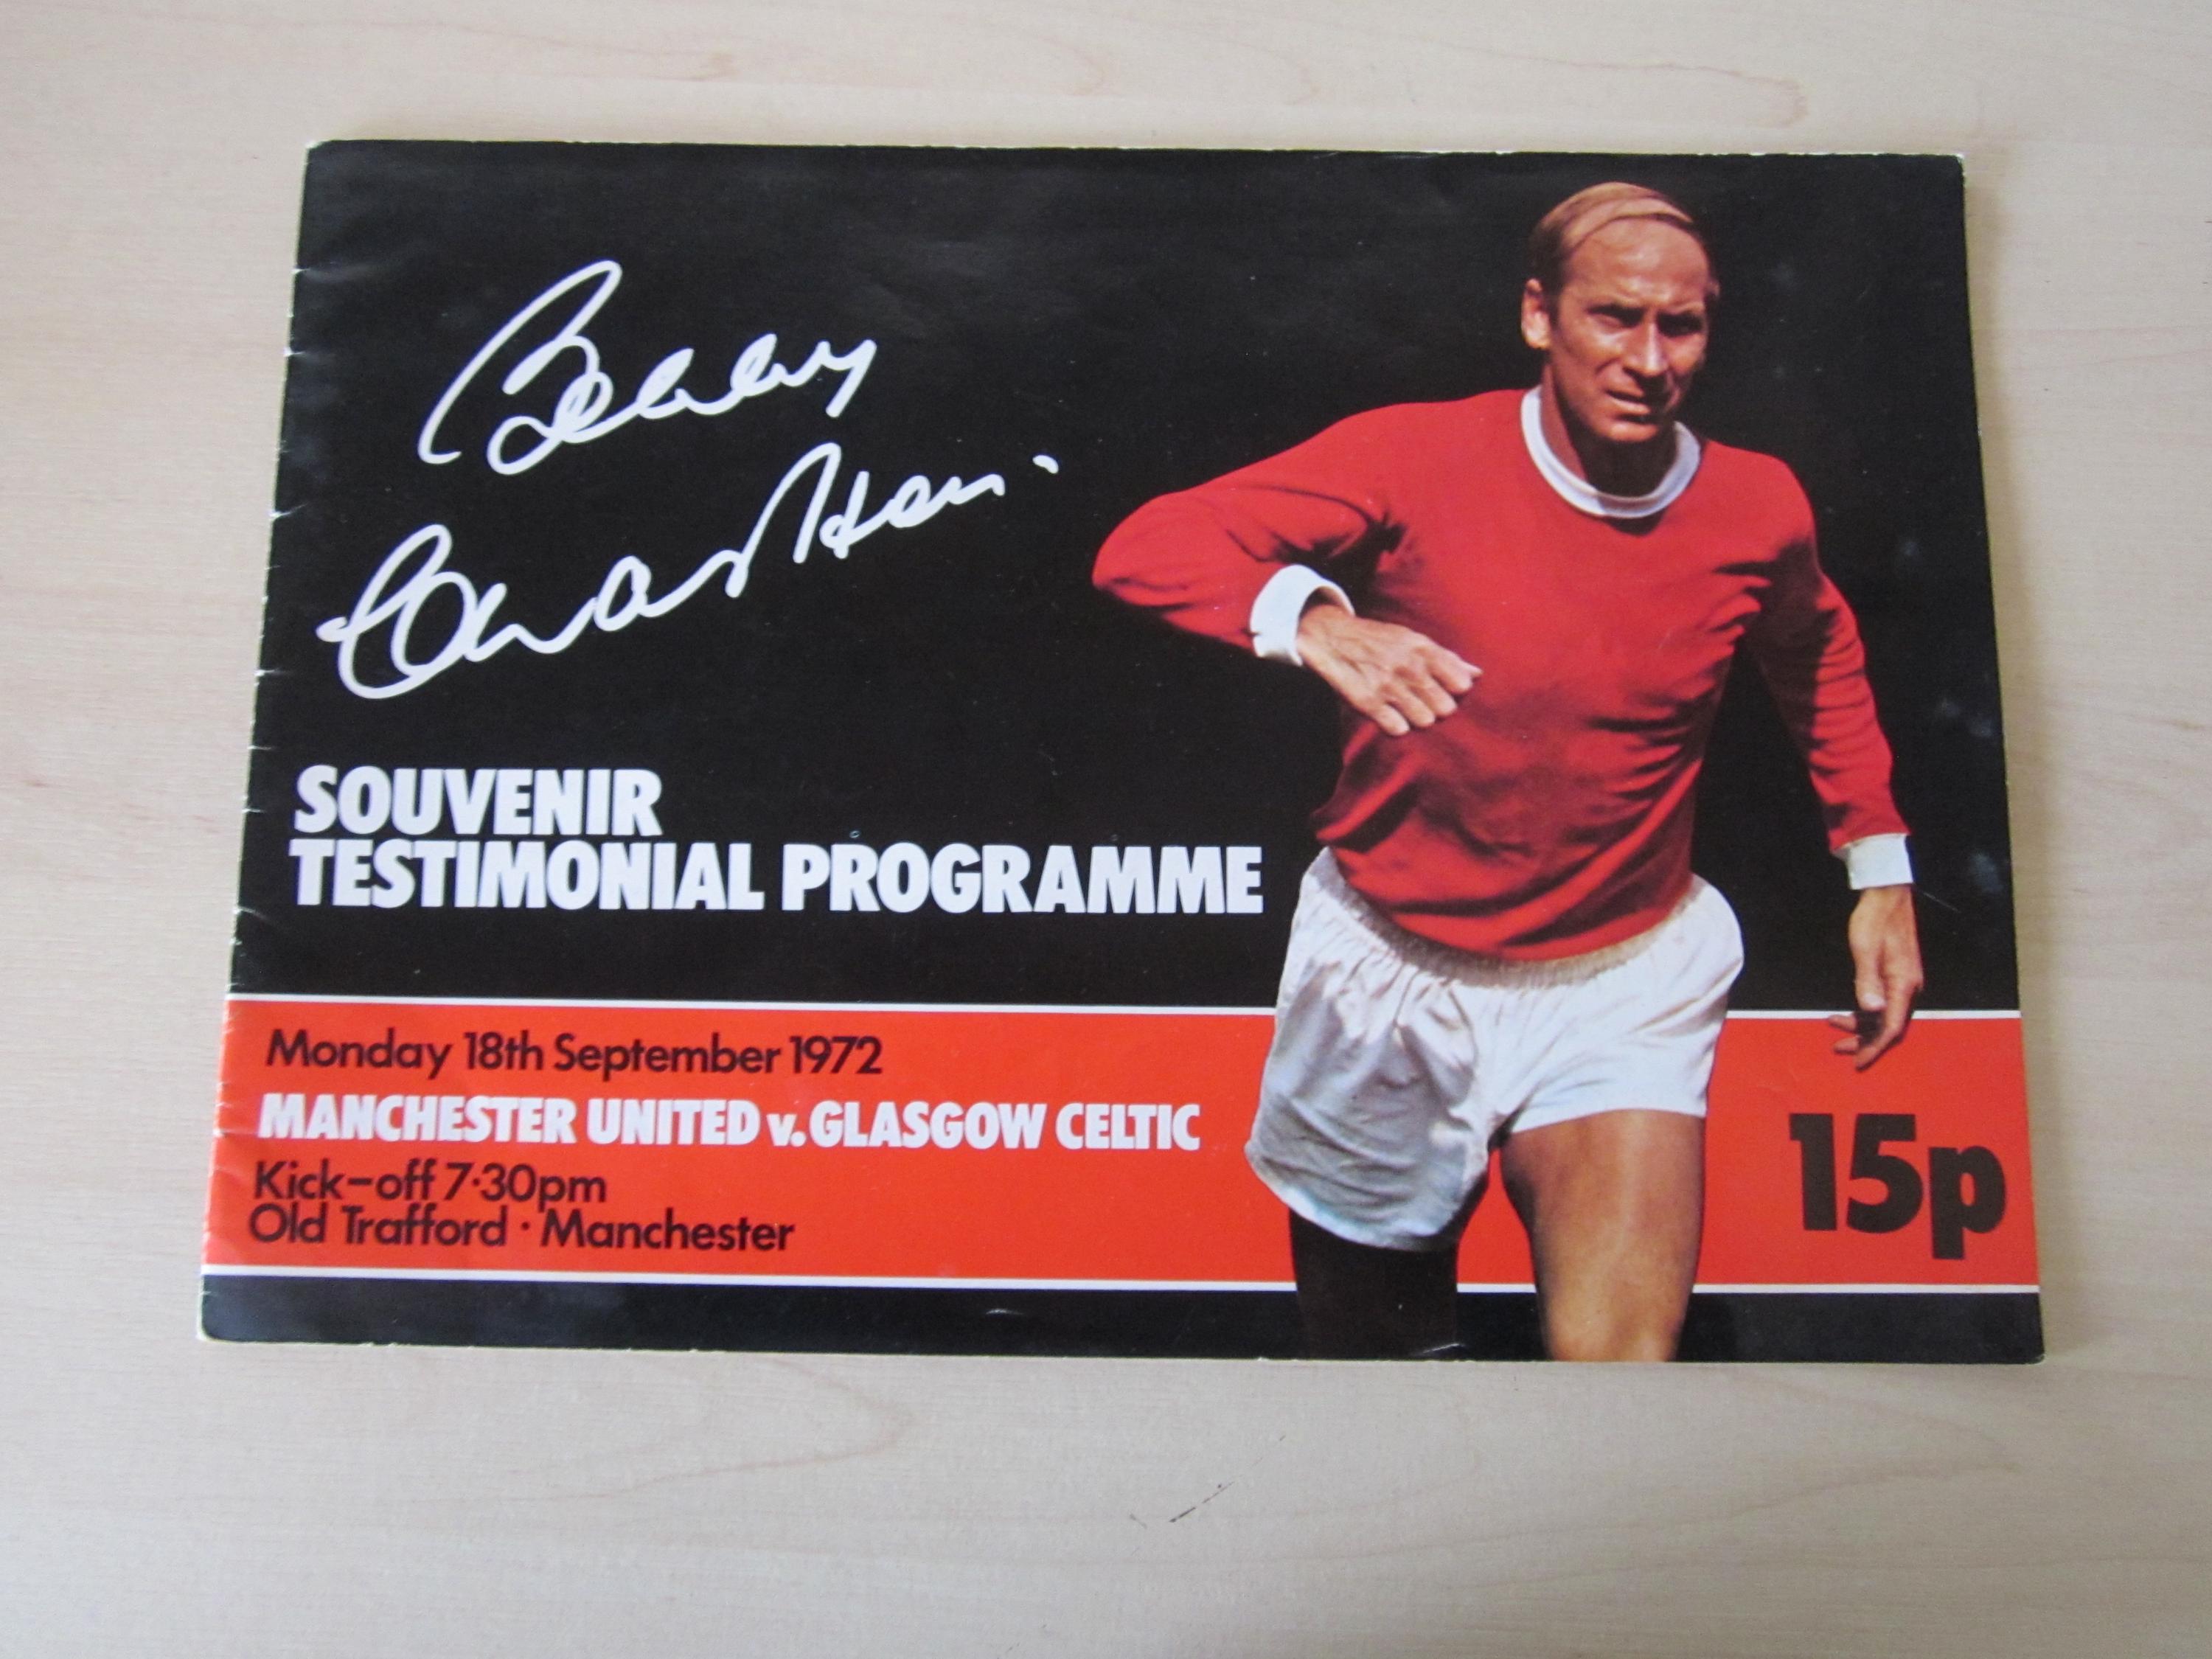 Bobby
Charlton
SOUVENIR
TESTIMONIAL PROGRAMME
Monday 18th September 1972
MANCHESTER UNITED v. GLASGOW CELTIC
Kick-off 7·30pm
Old Trafford · Manchester
15p